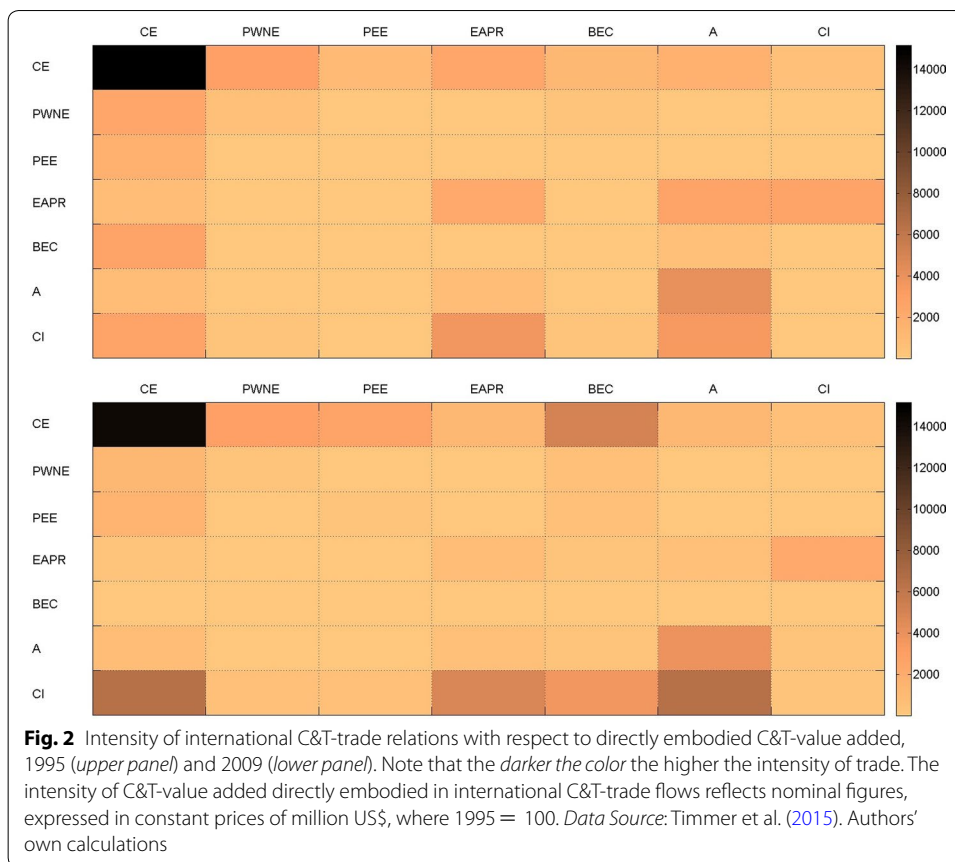 CE PWNE PEE EAPR BEC A CI
CE
PWNE
PEE
EAPR
BEC
A
CI
14000
12000
10000
8000
6000
4000
2000
CE PWNE PEE EAPR BEC A CI
CE
PWNE
PEE
EAPR
BEC
A
CI
14000
12000
10000
8000
6000
4000
2000
Fig. 2 Intensity of international C&T-trade relations with respect to directly embodied C&T-value added,
1995 (upper panel) and 2009 (lower panel). Note that the darker the color the higher the intensity of trade. The
intensity of C&T-value added directly embodied in international C&T-trade flows reflects nominal figures,
expressed in constant prices of million US$, where 1995 = 100. Data Source: Timmer et al. (2015). Authors'
own calculations